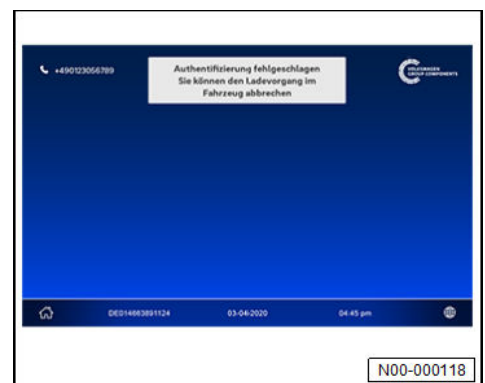 +490123056789
Authentifizierung fehlgeschlagen
Sie können den Ladevorgang im
Fahrzeug abbrechen
VOLKSWAGEN
GROUP COMPONENTS
DE014663891124
03-04-2020
04:45 pm
N00-000118